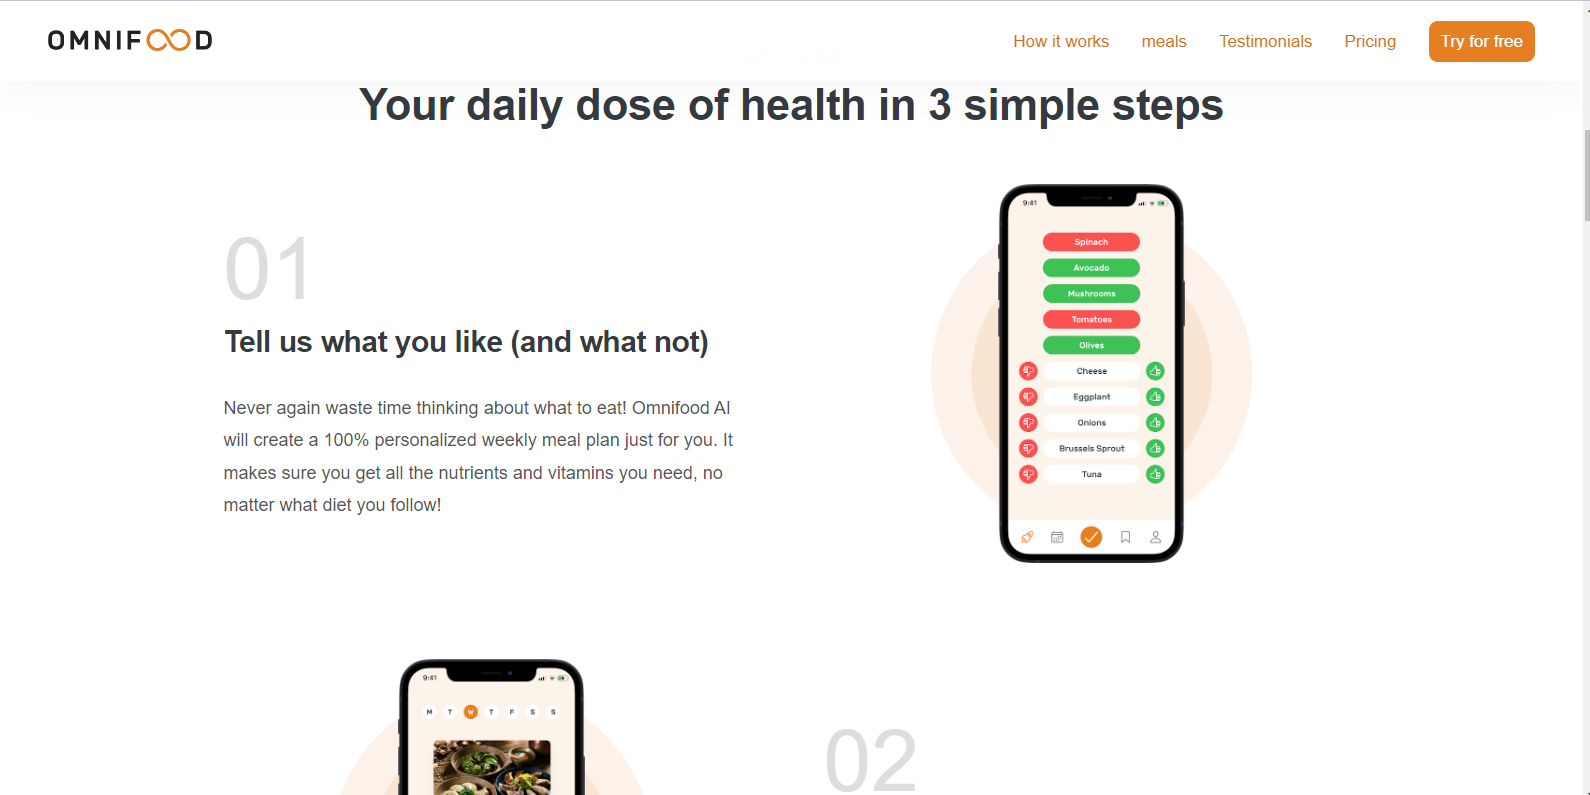 OMNIFOOD
How it works
meals
Testimonials
Pricing
Try for free
Your daily dose of health in 3 simple steps
01
Tell us what you like (and what not)
Never again waste time thinking about what to eat! Omnifood AI
will create a 100% personalized weekly meal plan just for you. It
makes sure you get all the nutrients and vitamins you need, no
matter what diet you follow!
9:41
Spinach
Avocado
Mushrooms
Tomatoes
Olives
Cheese
Eggplant
Onions
Brussels Sprout
Tuna
9:41
M T W T F S S
02